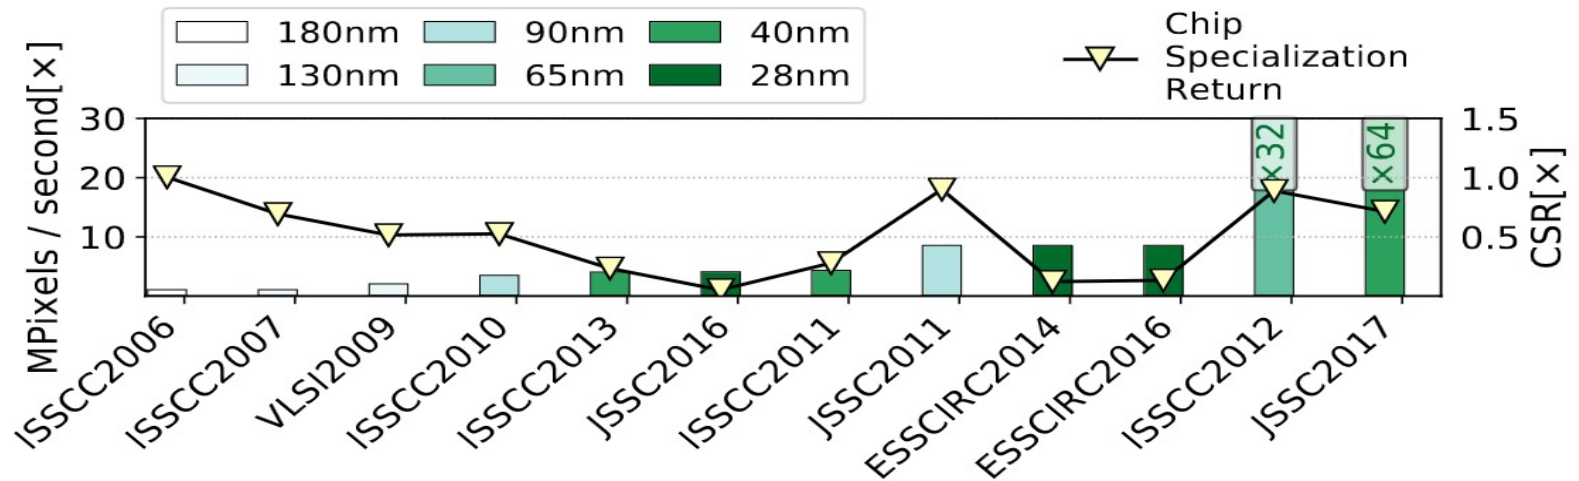 180nm 90nm 40nm
130nm 65nm 28nm
Chip
Specialization
Return
MPixels / second[×]
30
20
10
×32
×64
1.5
1.0
0.5
CSR[×]
ISSCC2006
ISSCC2007
VLSI2009
ISSCC2010
ISSCC2013
JSSC2016
ISSCC2011
JSSC2011
ESSCIRC2014
ESSCIRC2016
ISSCC2012
JSSC2017